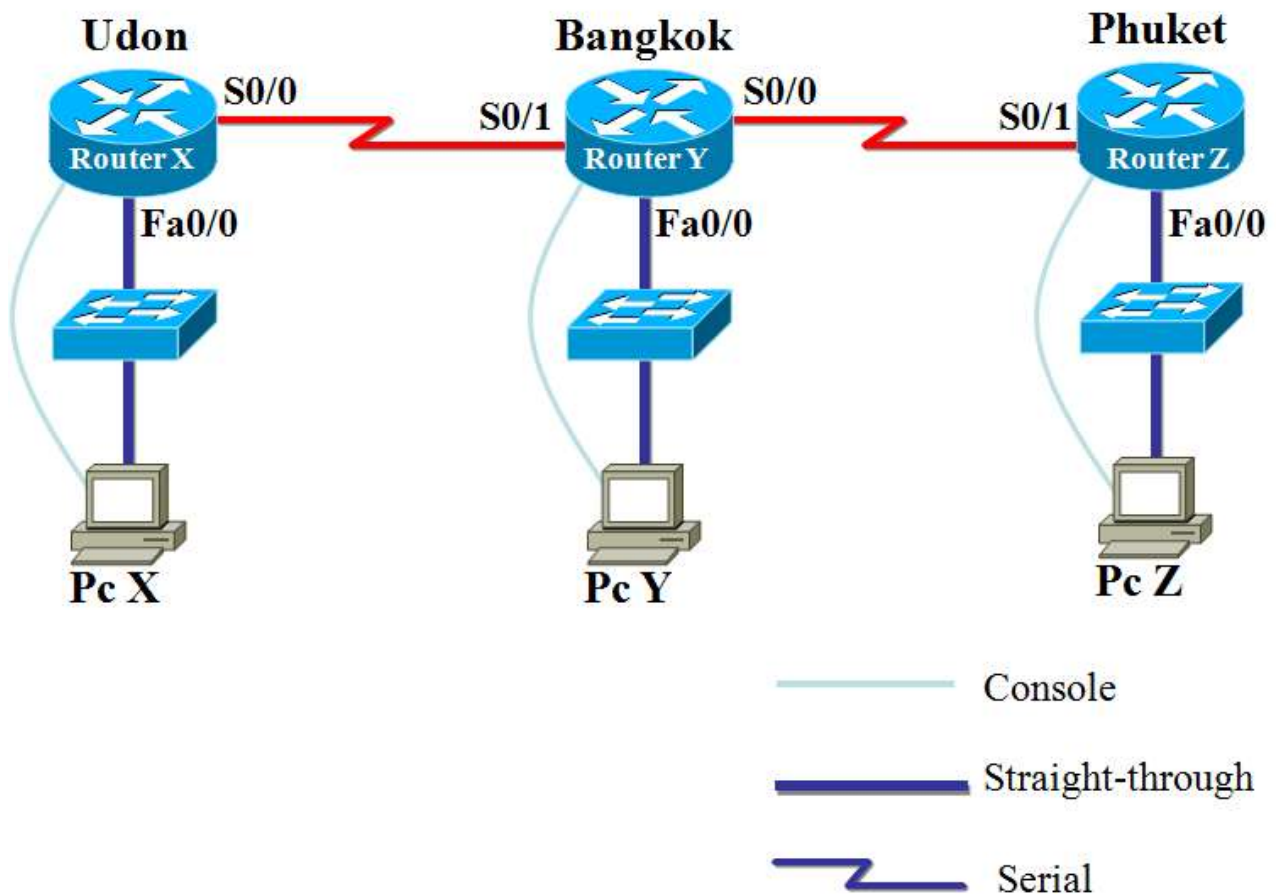 Udon
Bangkok
Phuket
S0/0
S0/1
S0/0
S0/1
Router X
Router Y
Router Z
Fa0/0
Fa0/0
Fa0/0
Pc X
Pc Y
Pc Z
Console
Straight-through
Serial